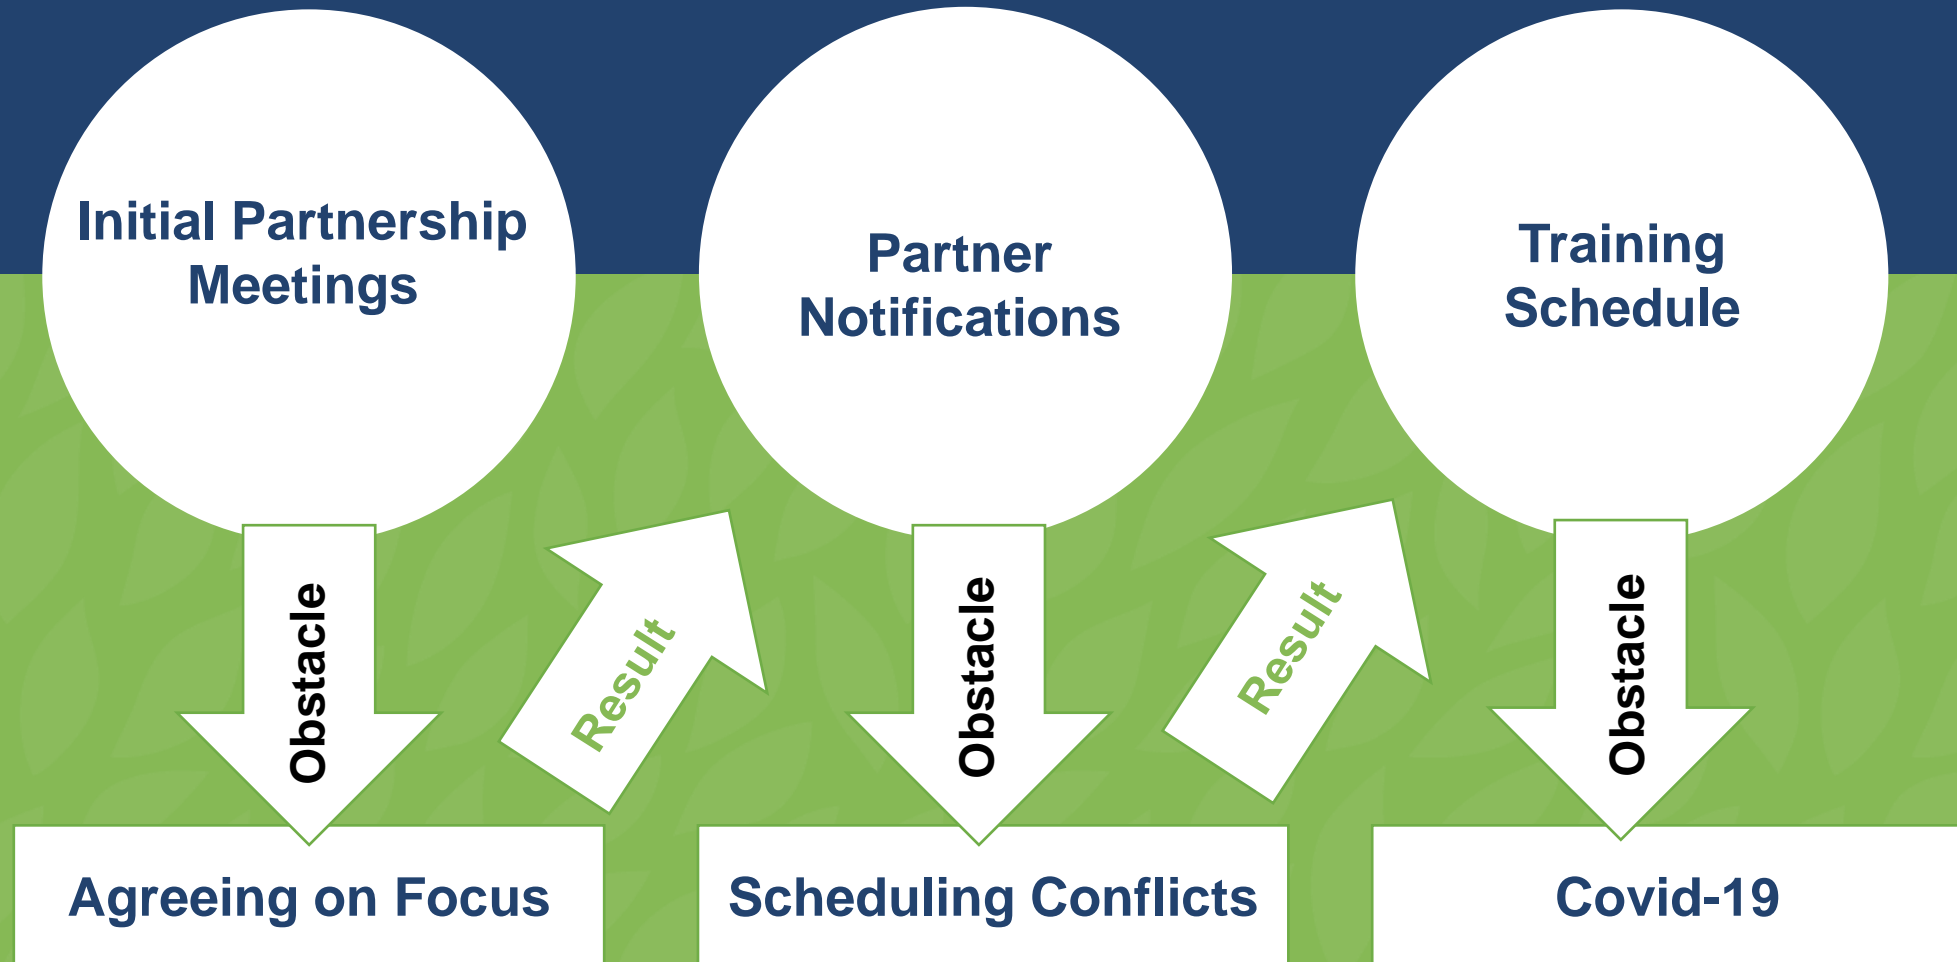 Initial Partnership
Meetings
Partner
Notifications
Training
Schedule
Obstacle
Result
Obstacle
Result
Obstacle
Agreeing on Focus
Scheduling Conflicts
Covid-19